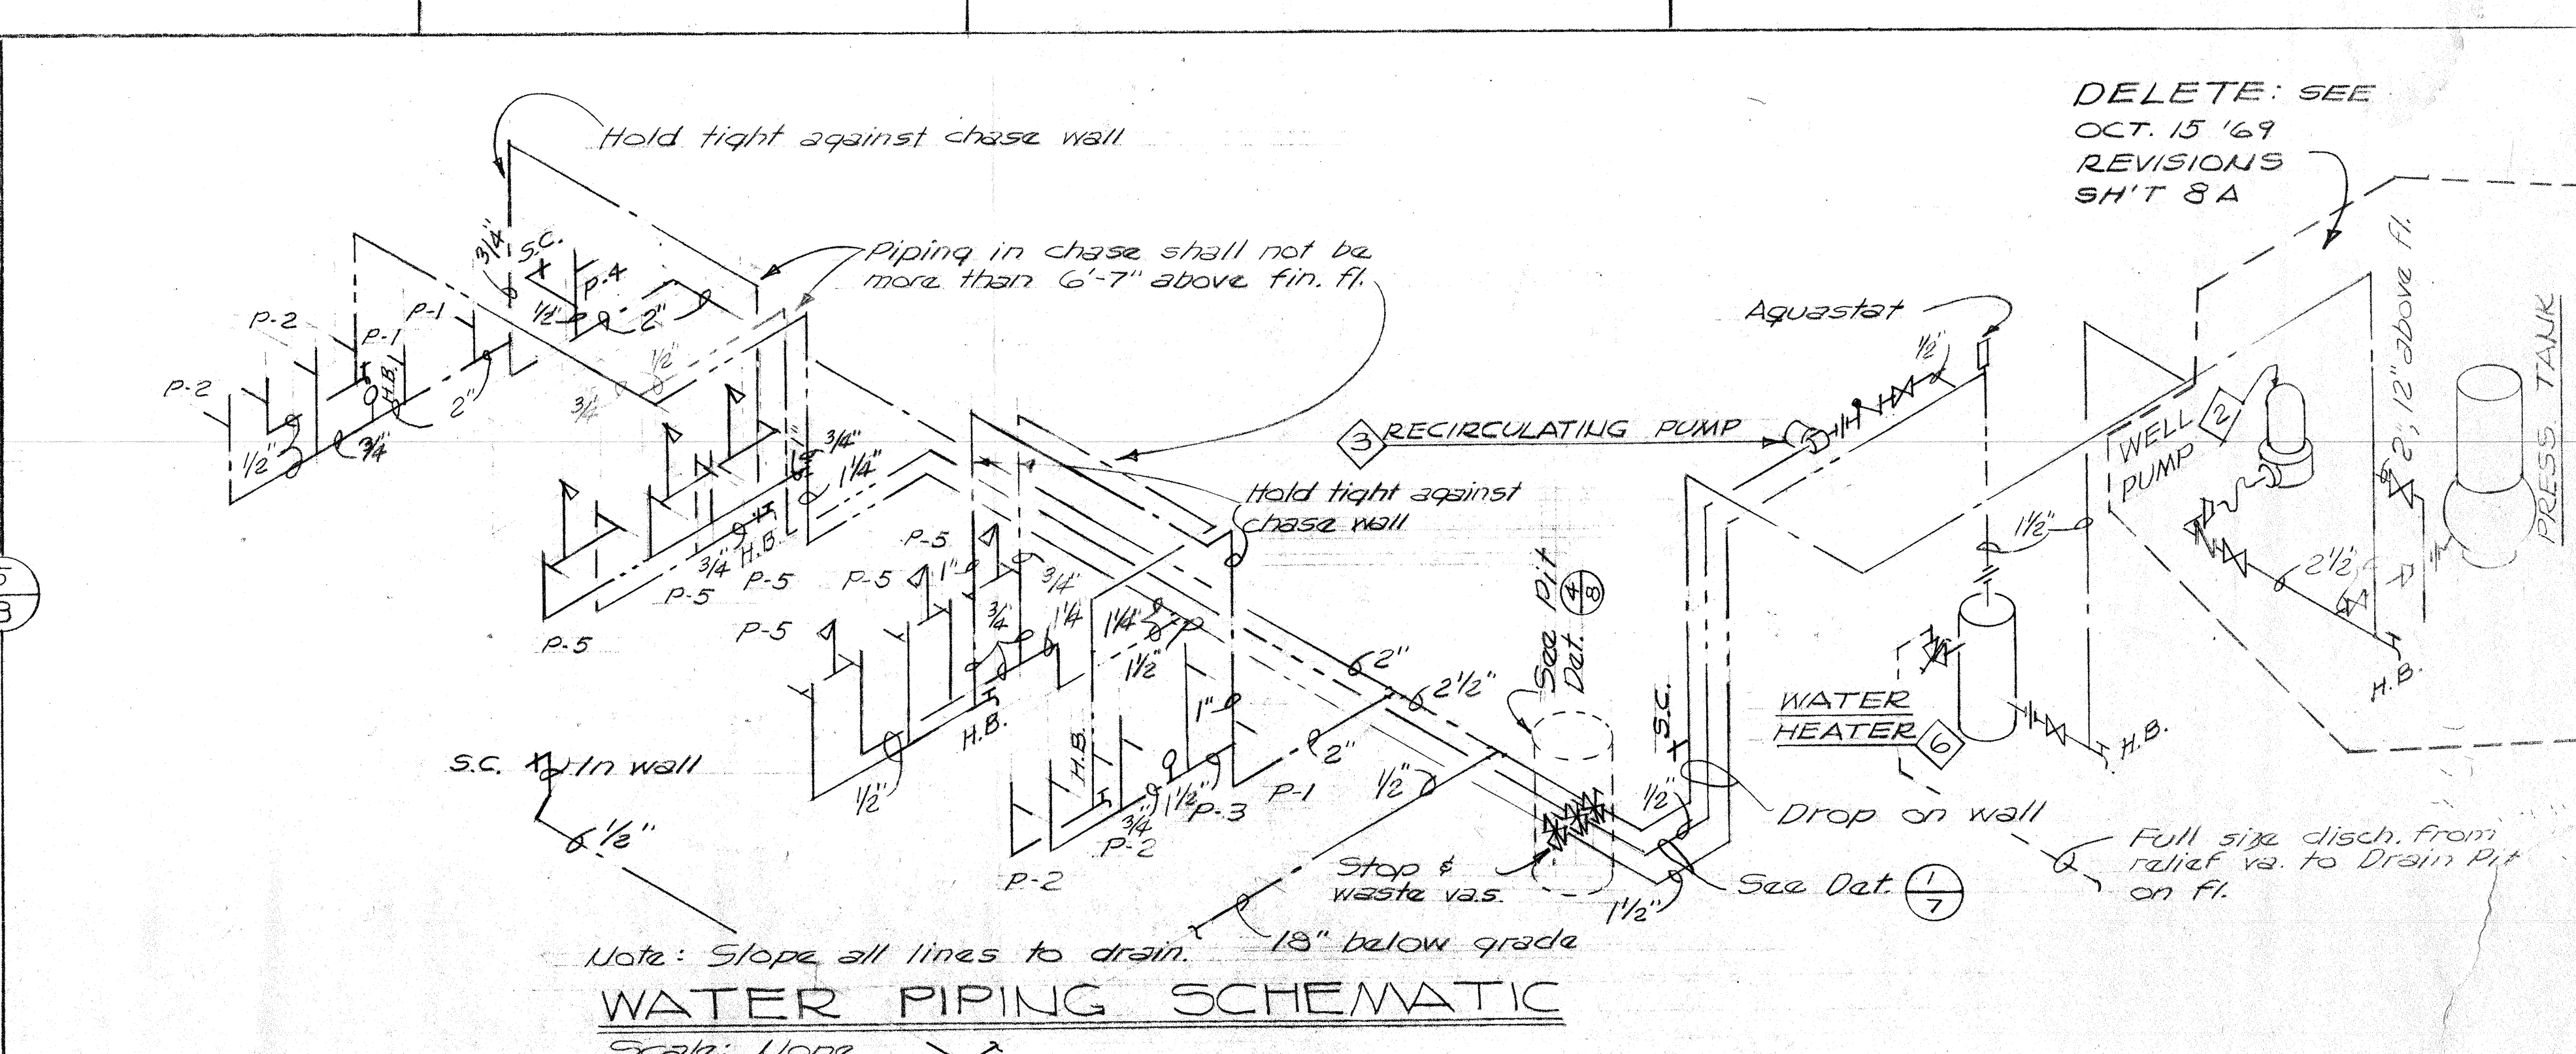 DELETE: SEE
OCT. 15 '69
REVISIONS
SH'T 8A
Hold tight against chase wall
Piping in chase shall not be
more than 6'-7" above fin. fl.
3/4"
S.C.
P-4
1/2"
2"
P-2
P-1
P-1
P-2
H.B.
2"
1/2"
3/4"
1/2"
3/4"
Aquastat
1/2"
2", 12" above fl.
PRESS TANK
3
RECIRCULATING PUMP
WELL
PUMP
2
3/4"
1 1/4"
Hold tight against
chase wall
3/4"
H.B.
P-5
P-5
P-5
P-5
P-5
P-5
1"
3/4"
3/4"
1 1/4"
1 1/4"
1 1/2"
1 1/2"
2 1/2"
See Pit
Det. 4/8
2"
2 1/2"
H.B.
H.B.
1"
2"
1/2"
1/2"
S.C.
WATER
HEATER
6
H.B.
H.B.
S.C.
In wall
1/2"
3/4"
1 1/2"
P-3
P-1
P-2
P-2
1/2"
Drop on wall
Stop &
waste vas.
1 1/2"
See Det. 1/7
Full size disch. from
relief va. to Drain Pit
on fl.
18" below grade
Note: Slope all lines to drain.
WATER PIPING SCHEMATIC
Scale: None